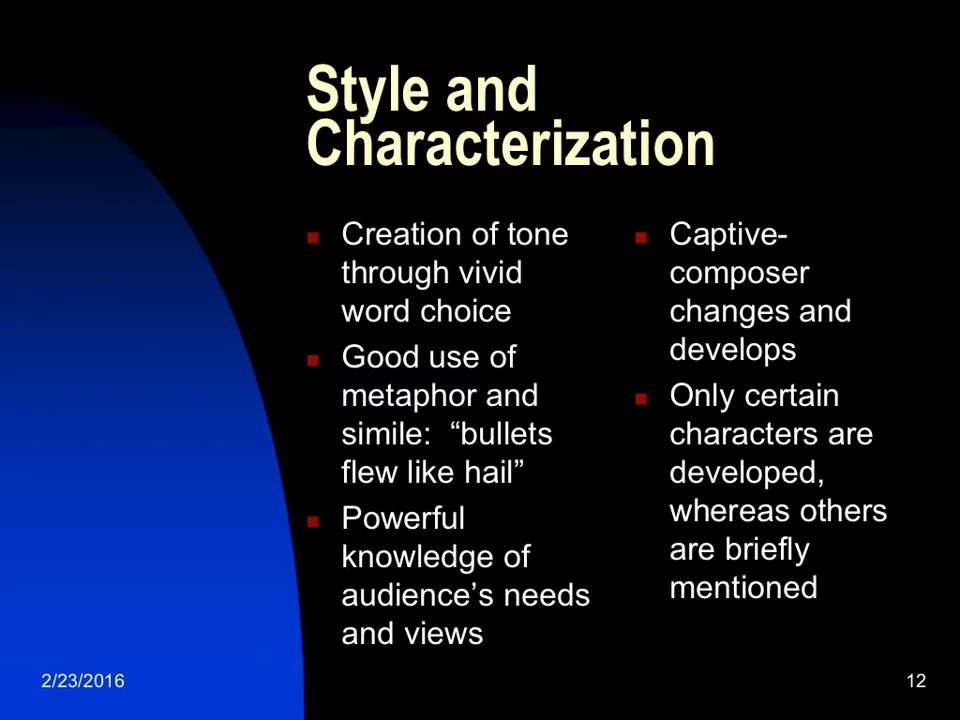 Style and
Characterization
Creation of tone
through vivid
word choice
Good use of
metaphor and
simile:  “bullets
flew like hail”
Powerful
knowledge of
audience’s needs
and views
Captive-
composer
changes and
develops
Only certain
characters are
developed,
whereas others
are briefly
mentioned
2/23/2016
12